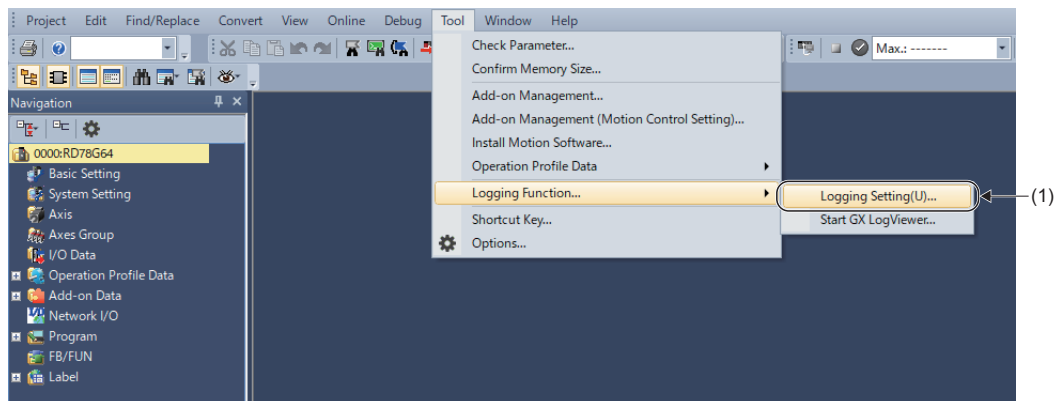 Project Edit Find/Replace Convert View Online Debug Tool Window Help
Check Parameter...
Max.: -------
Confirm Memory Size...
Navigation
Add-on Management...
Add-on Management (Motion Control Setting)...
Install Motion Software...
0000:RD78G64
Operation Profile Data
Basic Setting
System Setting
Logging Function...
Logging Setting(U)...
(1)
Axis
Shortcut Key...
Start GX LogViewer...
Axes Group
Options...
I/O Data
Operation Profile Data
Add-on Data
Network I/O
Program
FB/FUN
Label